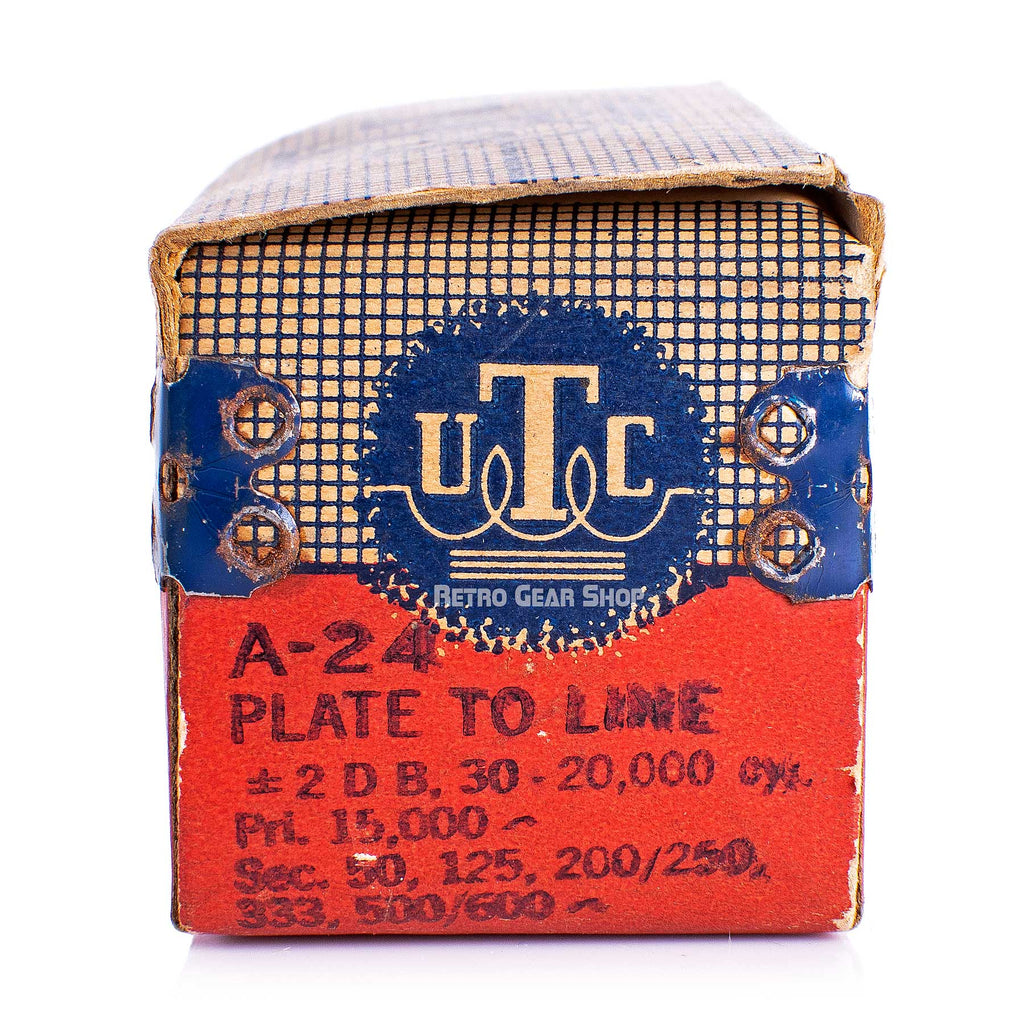 UTC
RETRO GEAR SHOP
A-24
PLATE TO LINE
± 2 D B. 30 - 20,000 cyc.
Pri. 15,000 ~
Sec. 50, 125, 200/250,
333, 500/600 ~